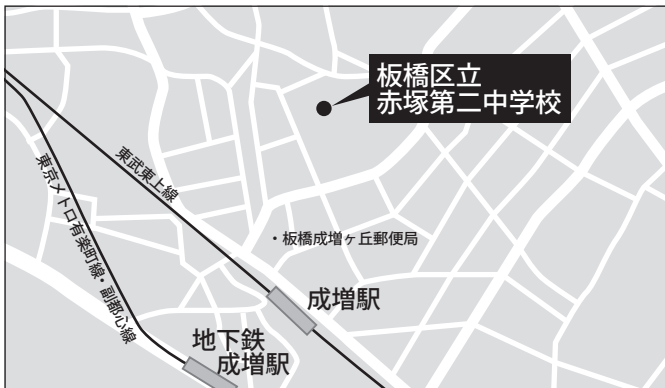 板橋区立
赤塚第二中学校
東武東上線
東京メトロ有楽町線・副都心線
・板橋成増ヶ丘郵便局
成増駅
地下鉄
成増駅